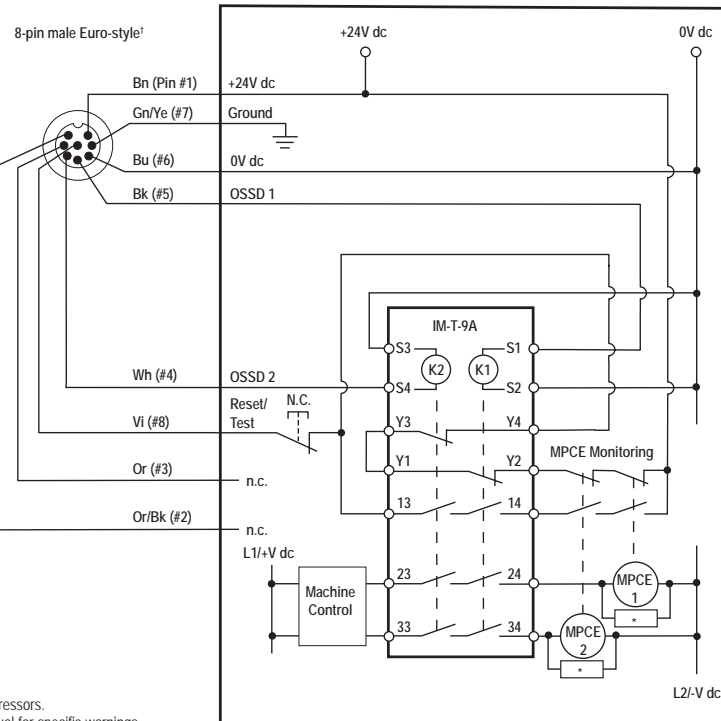 8-pin male Euro-style†
+24V dc
0V dc
Bn (Pin #1)
+24V dc
Gn/Ye (#7)
Ground
Bu (#6)
0V dc
Bk (#5)
OSSD 1
IM-T-9A
S3
S1
K2
K1
Wh (#4)
OSSD 2
S4
S2
Reset/
Test
N.C.
Vi (#8)
Y3
Y4
MPCE Monitoring
Y1
Y2
Or (#3)
n.c.
13
14
Or/Bk (#2)
n.c.
L1/+V dc
Machine
Control
23
24
MPCE
1
*
33
34
MPCE
2
*
L2/-V dc
ressors.
ual for specific warnings